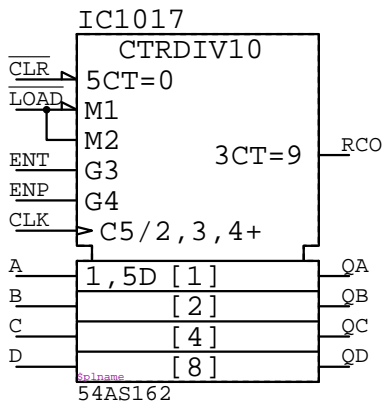 IC1017
CTRDIV10
CLR 5CT=0
LOAD M1
M2
ENT G3 3CT=9 RCO
ENP G4
CLK C5/2,3,4+
A 1,5D [1] QA
B [2] QB
C [4] QC
D [8] QD
$plname
54AS162